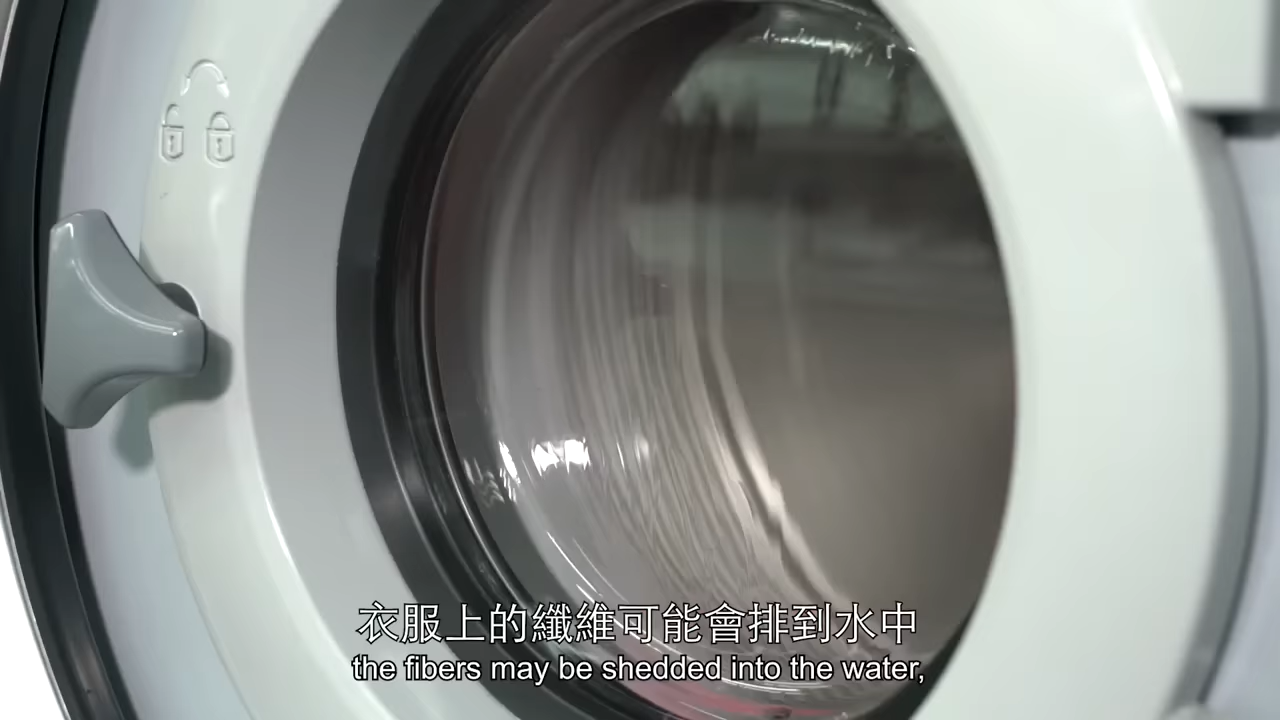 衣服上的纖維可能會排到水中
the fibers may be shedded into the water,